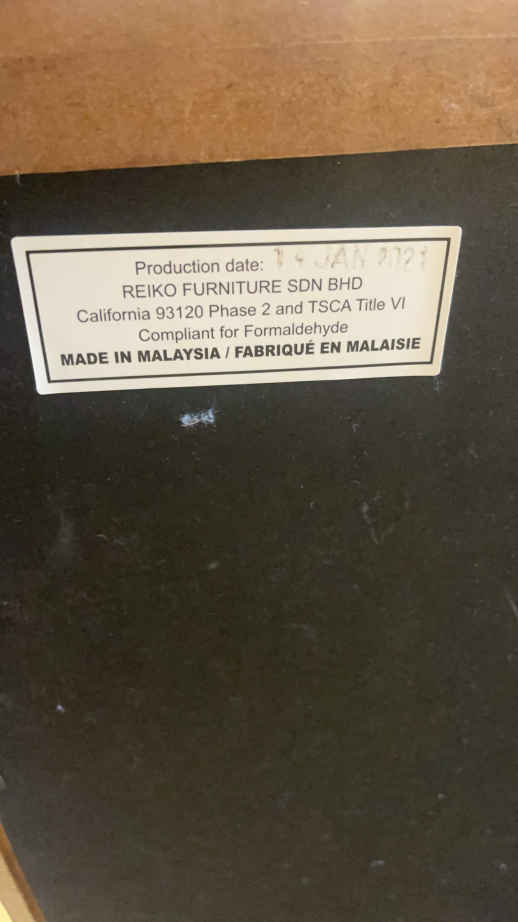 Production date: JAN 2021
REIKO FURNITURE SDN BHD
California 93120 Phase 2 and TSCA Title VI
Compliant for Formaldehyde
MADE IN MALAYSIA / FABRIQUÉ EN MALAISIE